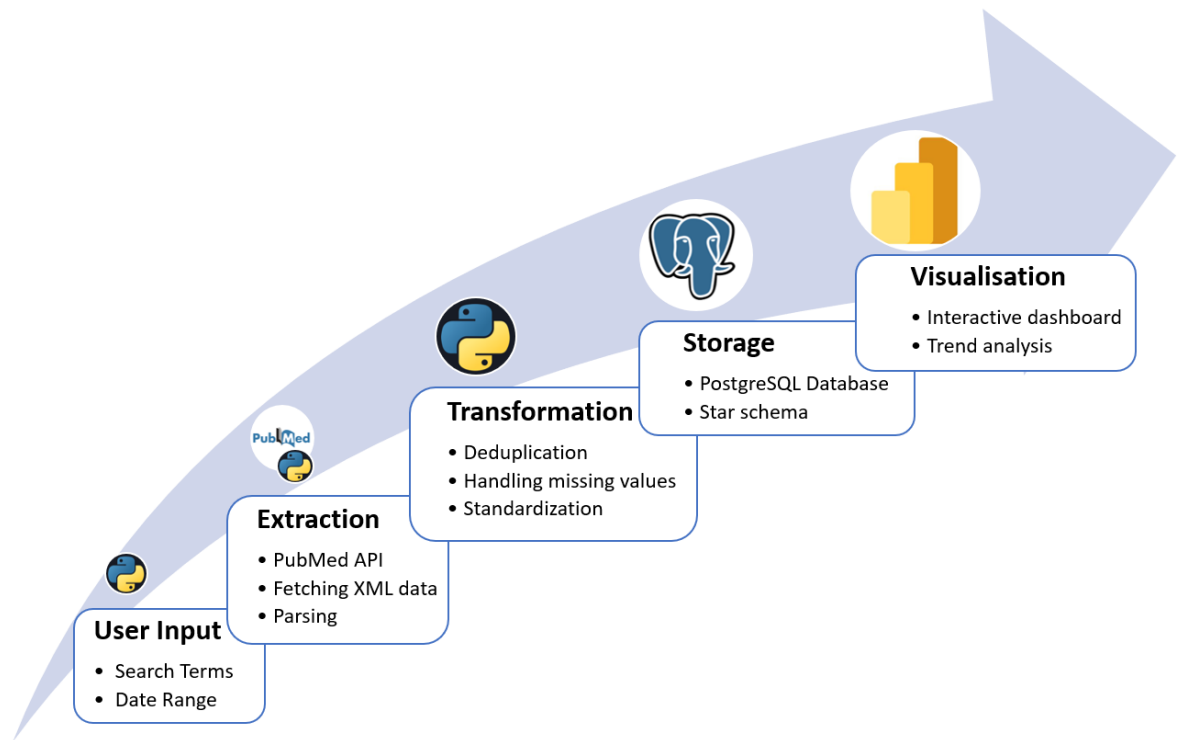 User Input
• Search Terms
• Date Range
PubMed
Extraction
• PubMed API
• Fetching XML data
• Parsing
Transformation
• Deduplication
• Handling missing values
• Standardization
Storage
• PostgreSQL Database
• Star schema
Visualisation
• Interactive dashboard
• Trend analysis